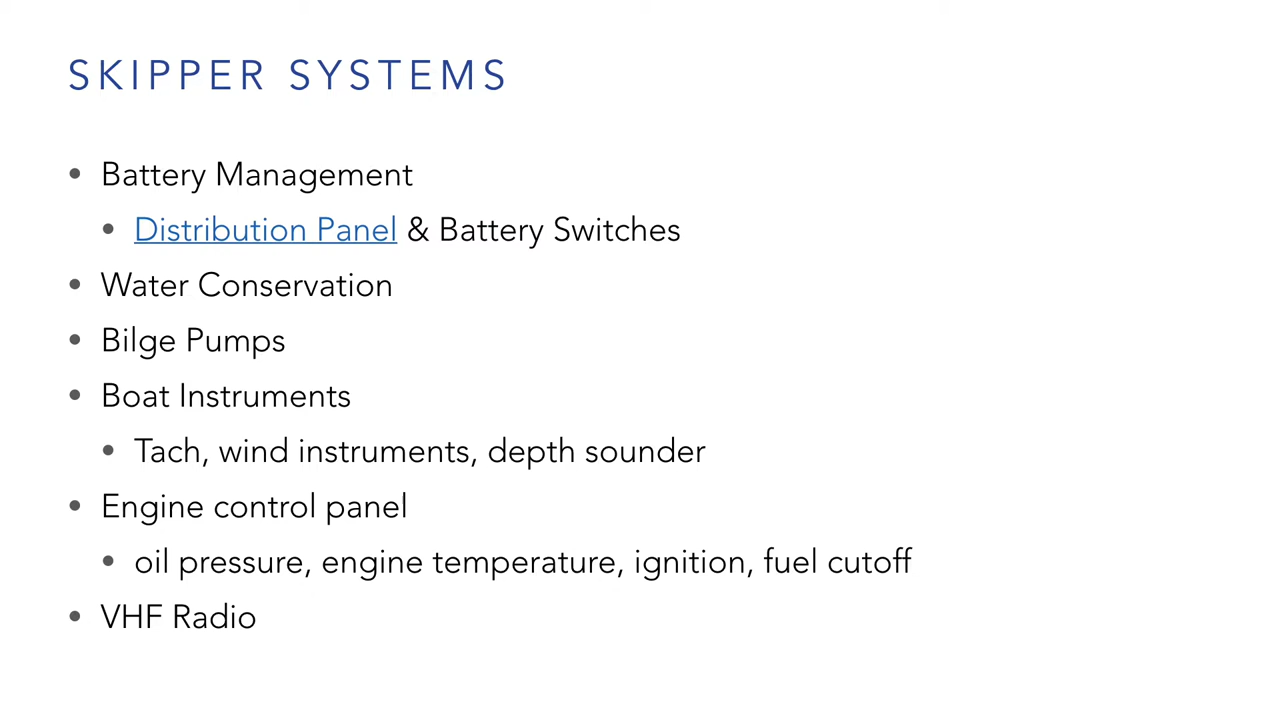 SKIPPER SYSTEMS
• Battery Management
• Distribution Panel & Battery Switches
• Water Conservation
• Bilge Pumps
• Boat Instruments
• Tach, wind instruments, depth sounder
• Engine control panel
• oil pressure, engine temperature, ignition, fuel cutoff
• VHF Radio